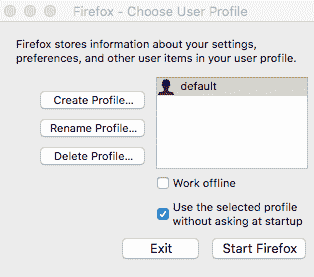 Firefox - Choose User Profile
Firefox stores information about your settings,
preferences, and other user items in your user profile.
default
Create Profile...
Rename Profile...
Delete Profile...
Work offline
Use the selected profile
without asking at startup
Exit
Start Firefox